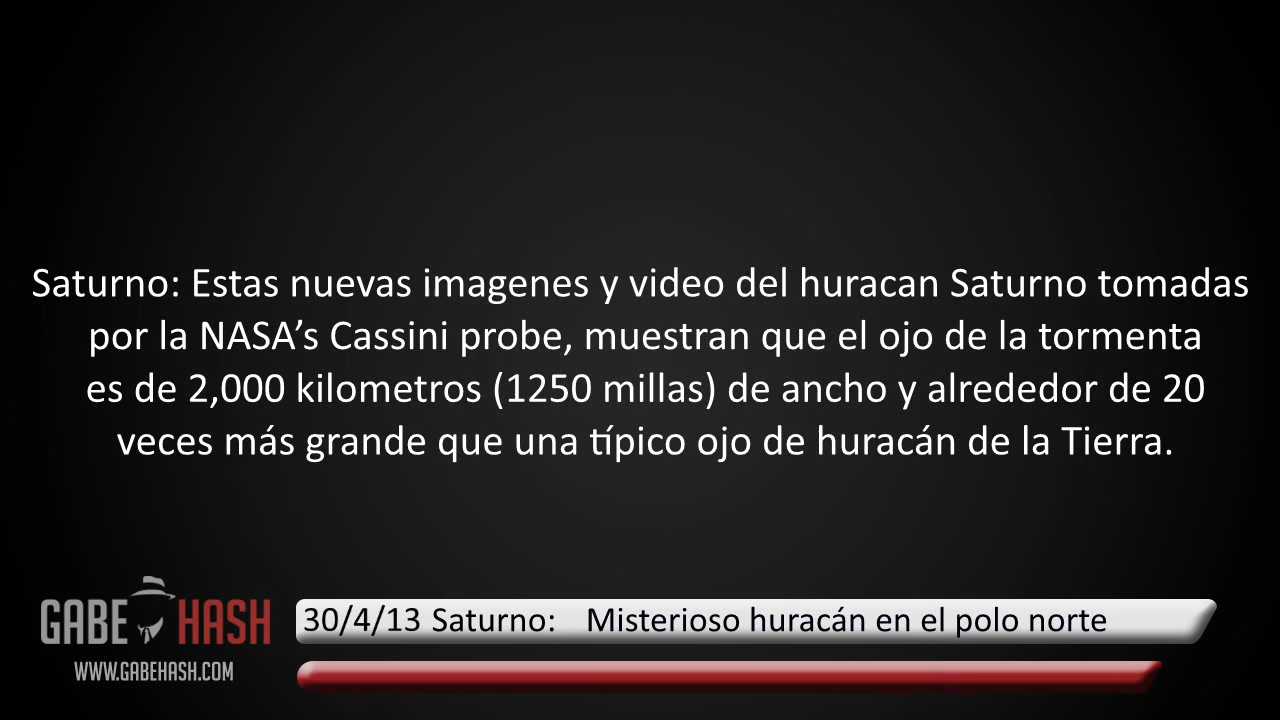 Saturno: Estas nuevas imagenes y video del huracan Saturno tomadas
por la NASA’s Cassini probe, muestran que el ojo de la tormenta
es de 2,000 kilometros (1250 millas) de ancho y alrededor de 20
veces más grande que una típico ojo de huracán de la Tierra.
GABE HASH
WWW.GABEHASH.COM
30/4/13 Saturno: Misterioso huracán en el polo norte